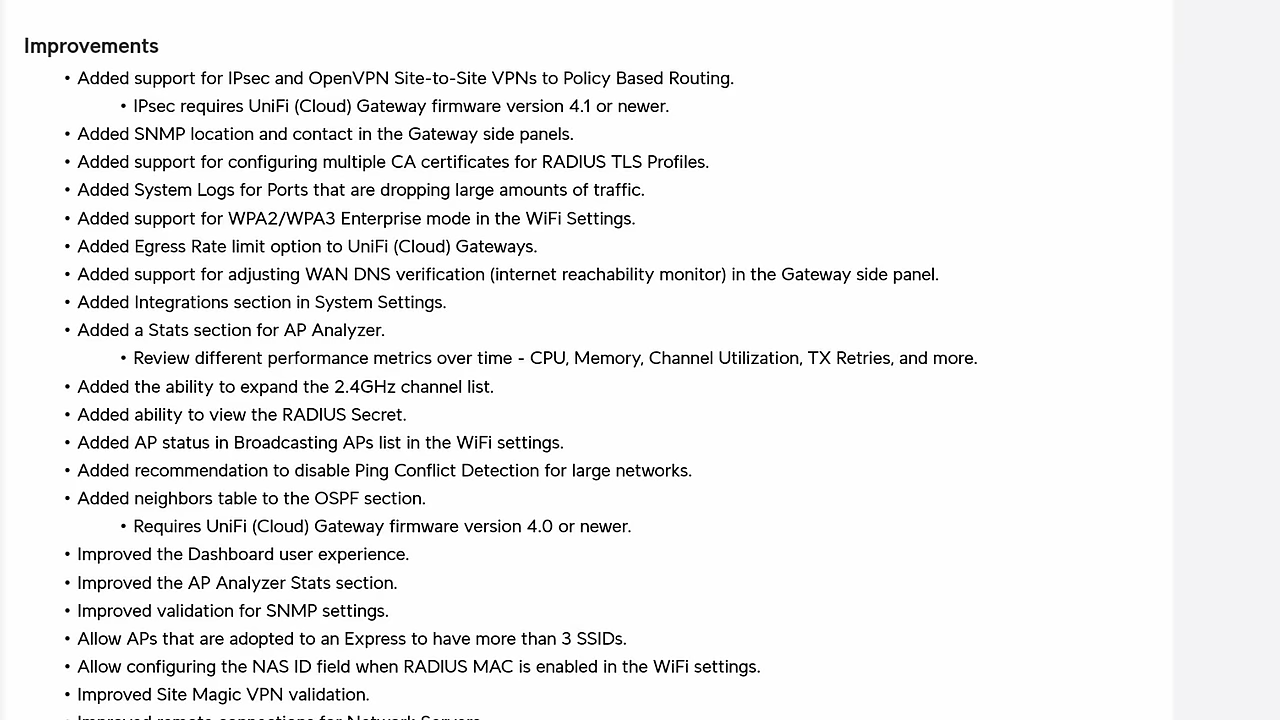 Improvements
• Added support for IPsec and OpenVPN Site-to-Site VPNs to Policy Based Routing.
• IPsec requires UniFi (Cloud) Gateway firmware version 4.1 or newer.
• Added SNMP location and contact in the Gateway side panels.
• Added support for configuring multiple CA certificates for RADIUS TLS Profiles.
• Added System Logs for Ports that are dropping large amounts of traffic.
• Added support for WPA2/WPA3 Enterprise mode in the WiFi Settings.
• Added Egress Rate limit option to UniFi (Cloud) Gateways.
• Added support for adjusting WAN DNS verification (internet reachability monitor) in the Gateway side panel.
• Added Integrations section in System Settings.
• Added a Stats section for AP Analyzer.
• Review different performance metrics over time - CPU, Memory, Channel Utilization, TX Retries, and more.
• Added the ability to expand the 2.4GHz channel list.
• Added ability to view the RADIUS Secret.
• Added AP status in Broadcasting APs list in the WiFi settings.
• Added recommendation to disable Ping Conflict Detection for large networks.
• Added neighbors table to the OSPF section.
• Requires UniFi (Cloud) Gateway firmware version 4.0 or newer.
• Improved the Dashboard user experience.
• Improved the AP Analyzer Stats section.
• Improved validation for SNMP settings.
• Allow APs that are adopted to an Express to have more than 3 SSIDs.
• Allow configuring the NAS ID field when RADIUS MAC is enabled in the WiFi settings.
• Improved Site Magic VPN validation.
• Improved remote connections for Network Servers.